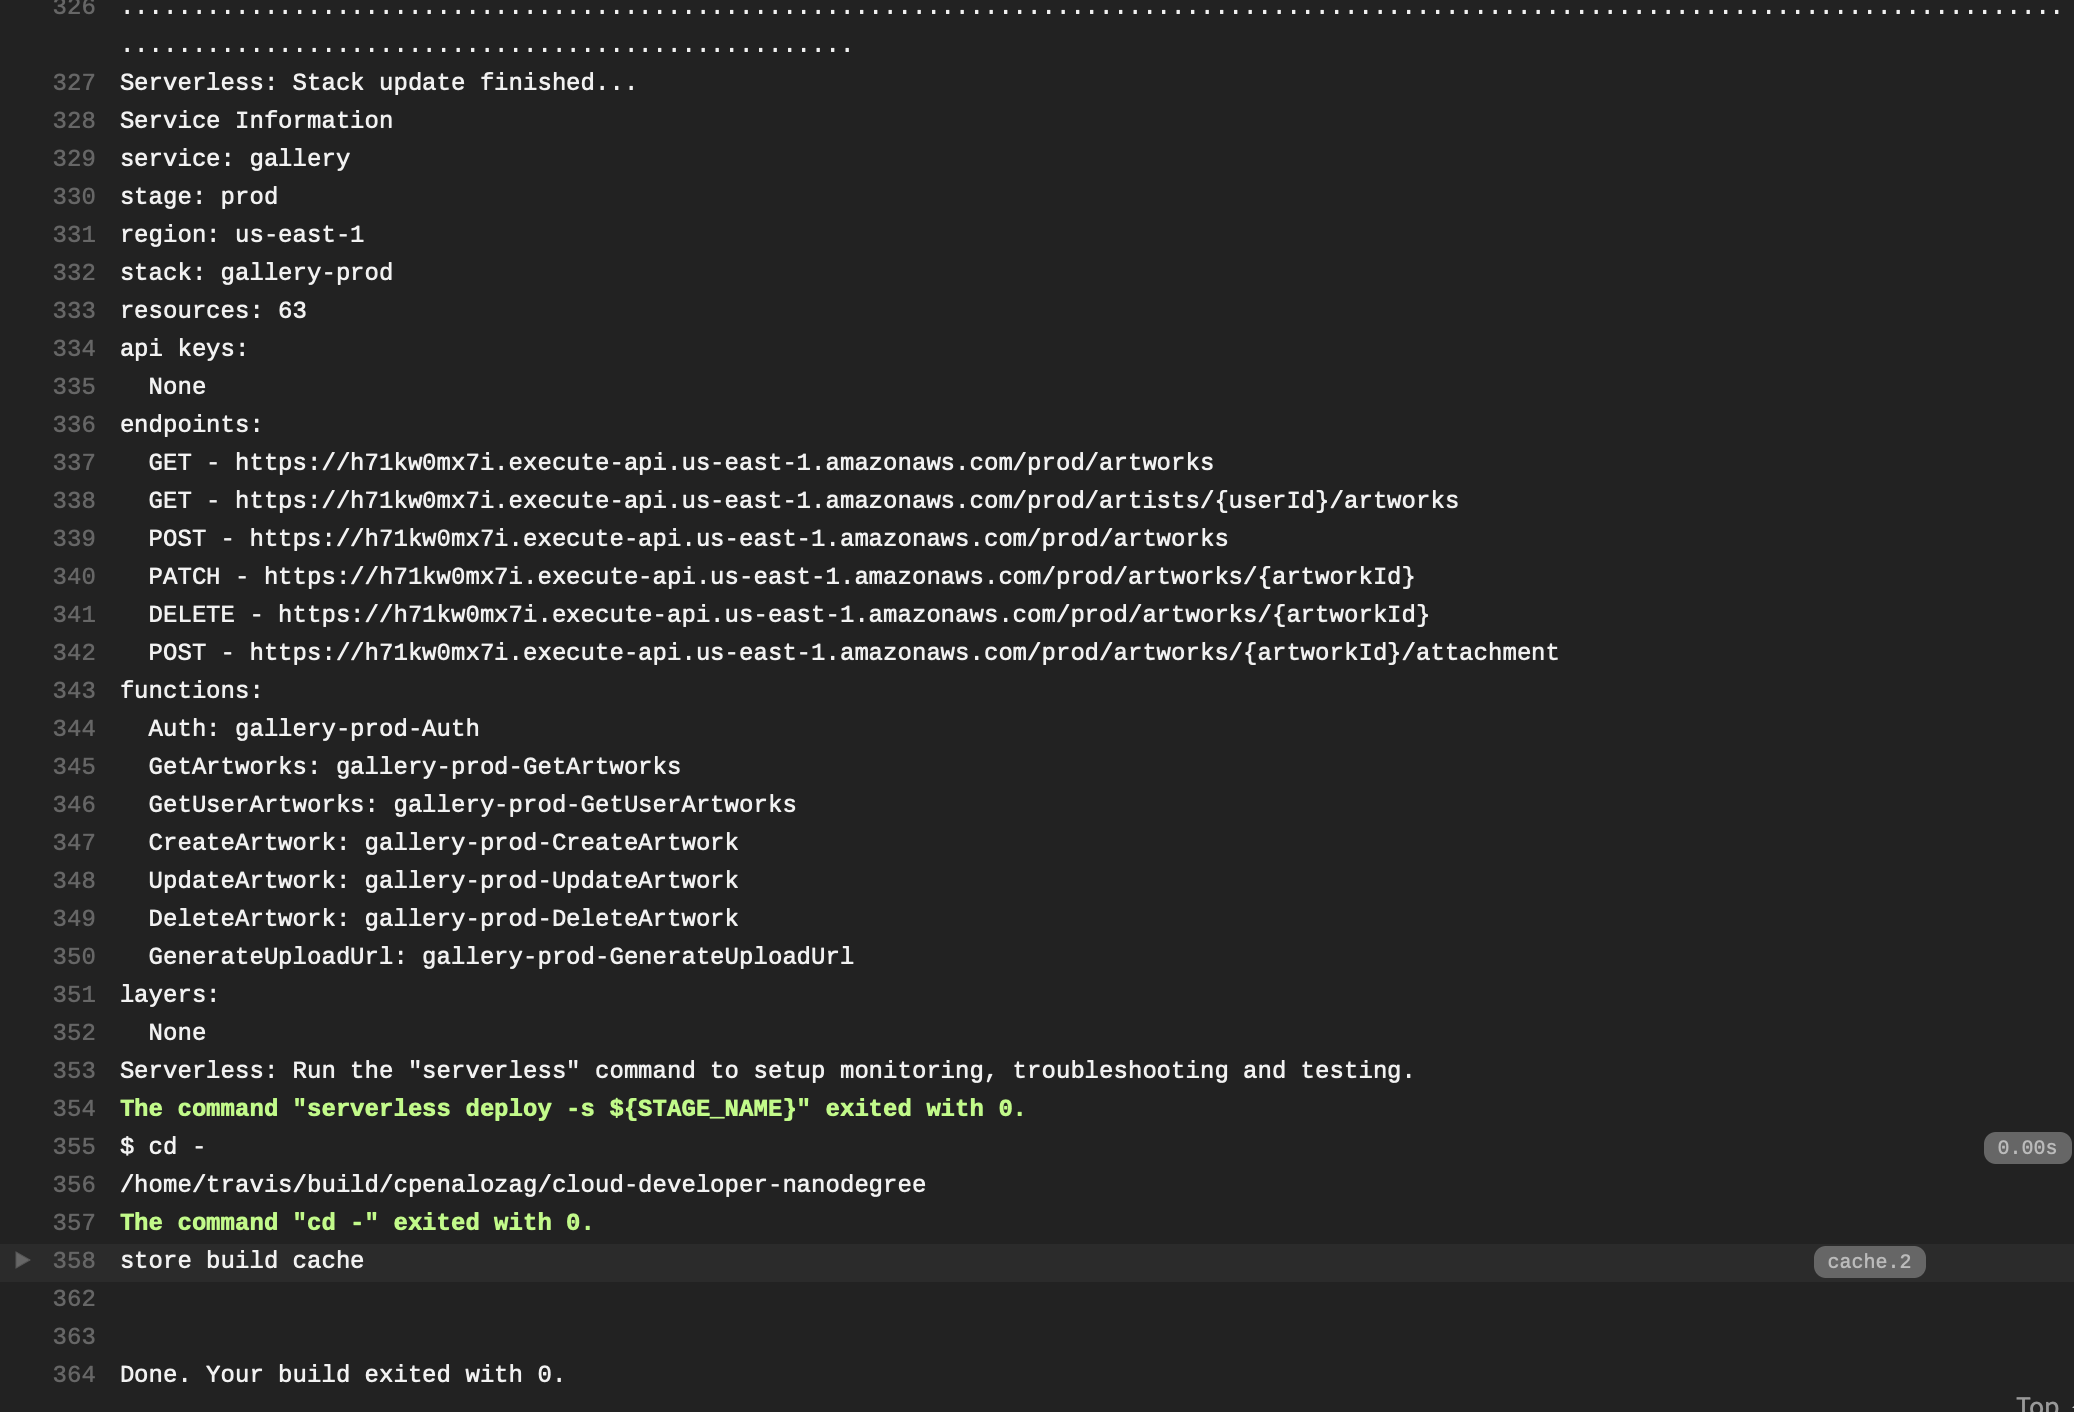 326 ........................................................................................................................................
...................................................
327 Serverless: Stack update finished...
328 Service Information
329 service: gallery
330 stage: prod
331 region: us-east-1
332 stack: gallery-prod
333 resources: 63
334 api keys:
335   None
336 endpoints:
337   GET - https://h71kw0mx7i.execute-api.us-east-1.amazonaws.com/prod/artworks
338   GET - https://h71kw0mx7i.execute-api.us-east-1.amazonaws.com/prod/artists/{userId}/artworks
339   POST - https://h71kw0mx7i.execute-api.us-east-1.amazonaws.com/prod/artworks
340   PATCH - https://h71kw0mx7i.execute-api.us-east-1.amazonaws.com/prod/artworks/{artworkId}
341   DELETE - https://h71kw0mx7i.execute-api.us-east-1.amazonaws.com/prod/artworks/{artworkId}
342   POST - https://h71kw0mx7i.execute-api.us-east-1.amazonaws.com/prod/artworks/{artworkId}/attachment
343 functions:
344   Auth: gallery-prod-Auth
345   GetArtworks: gallery-prod-GetArtworks
346   GetUserArtworks: gallery-prod-GetUserArtworks
347   CreateArtwork: gallery-prod-CreateArtwork
348   UpdateArtwork: gallery-prod-UpdateArtwork
349   DeleteArtwork: gallery-prod-DeleteArtwork
350   GenerateUploadUrl: gallery-prod-GenerateUploadUrl
351 layers:
352   None
353 Serverless: Run the "serverless" command to setup monitoring, troubleshooting and testing.
354 The command "serverless deploy -s ${STAGE_NAME}" exited with 0.
355 $ cd - 0.00s
356 /home/travis/build/cpenalozag/cloud-developer-nanodegree
357 The command "cd -" exited with 0.
358 store build cache cache.2
362
363
364 Done. Your build exited with 0.
Top